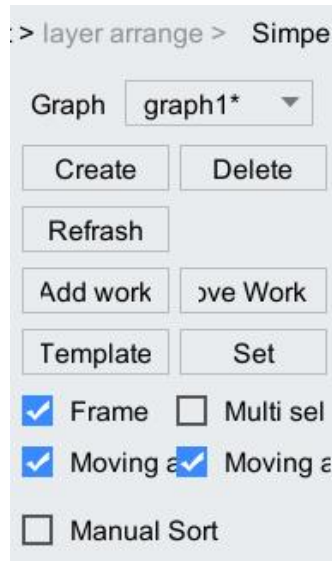 > layer arrange > Simpe
Graph graph1*
Create Delete
Refrash
Add work ove Work
Template Set
Frame Multi sel
Moving a Moving a
Manual Sort